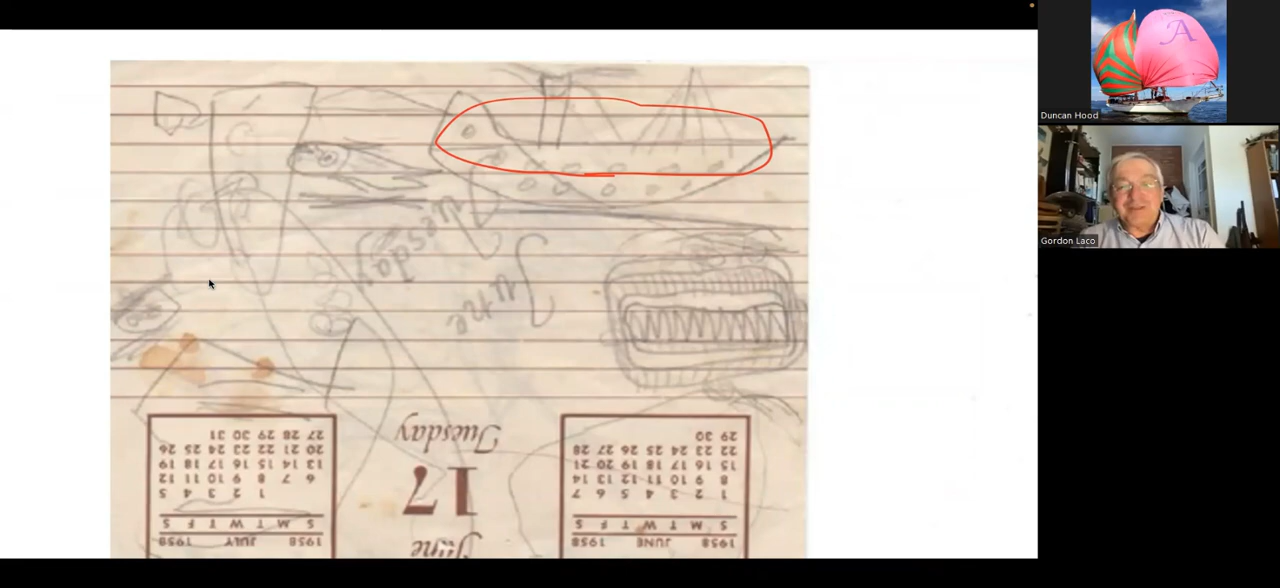 Duncan Hood
Gordon Laco
A
1958 JUNE 1958
S M T W T F S
1 2 3 4 5 6 7
8 9 10 11 12 13 14
15 16 17 18 19 20 21
22 23 24 25 26 27 28
29 30
June
17
Tuesday
1958 JULY 1958
S M T W T F S
1 2 3 4 5
6 7 8 9 10 11 12
13 14 15 16 17 18 19
20 21 22 23 24 25 26
27 28 29 30 31
June
Tuesday